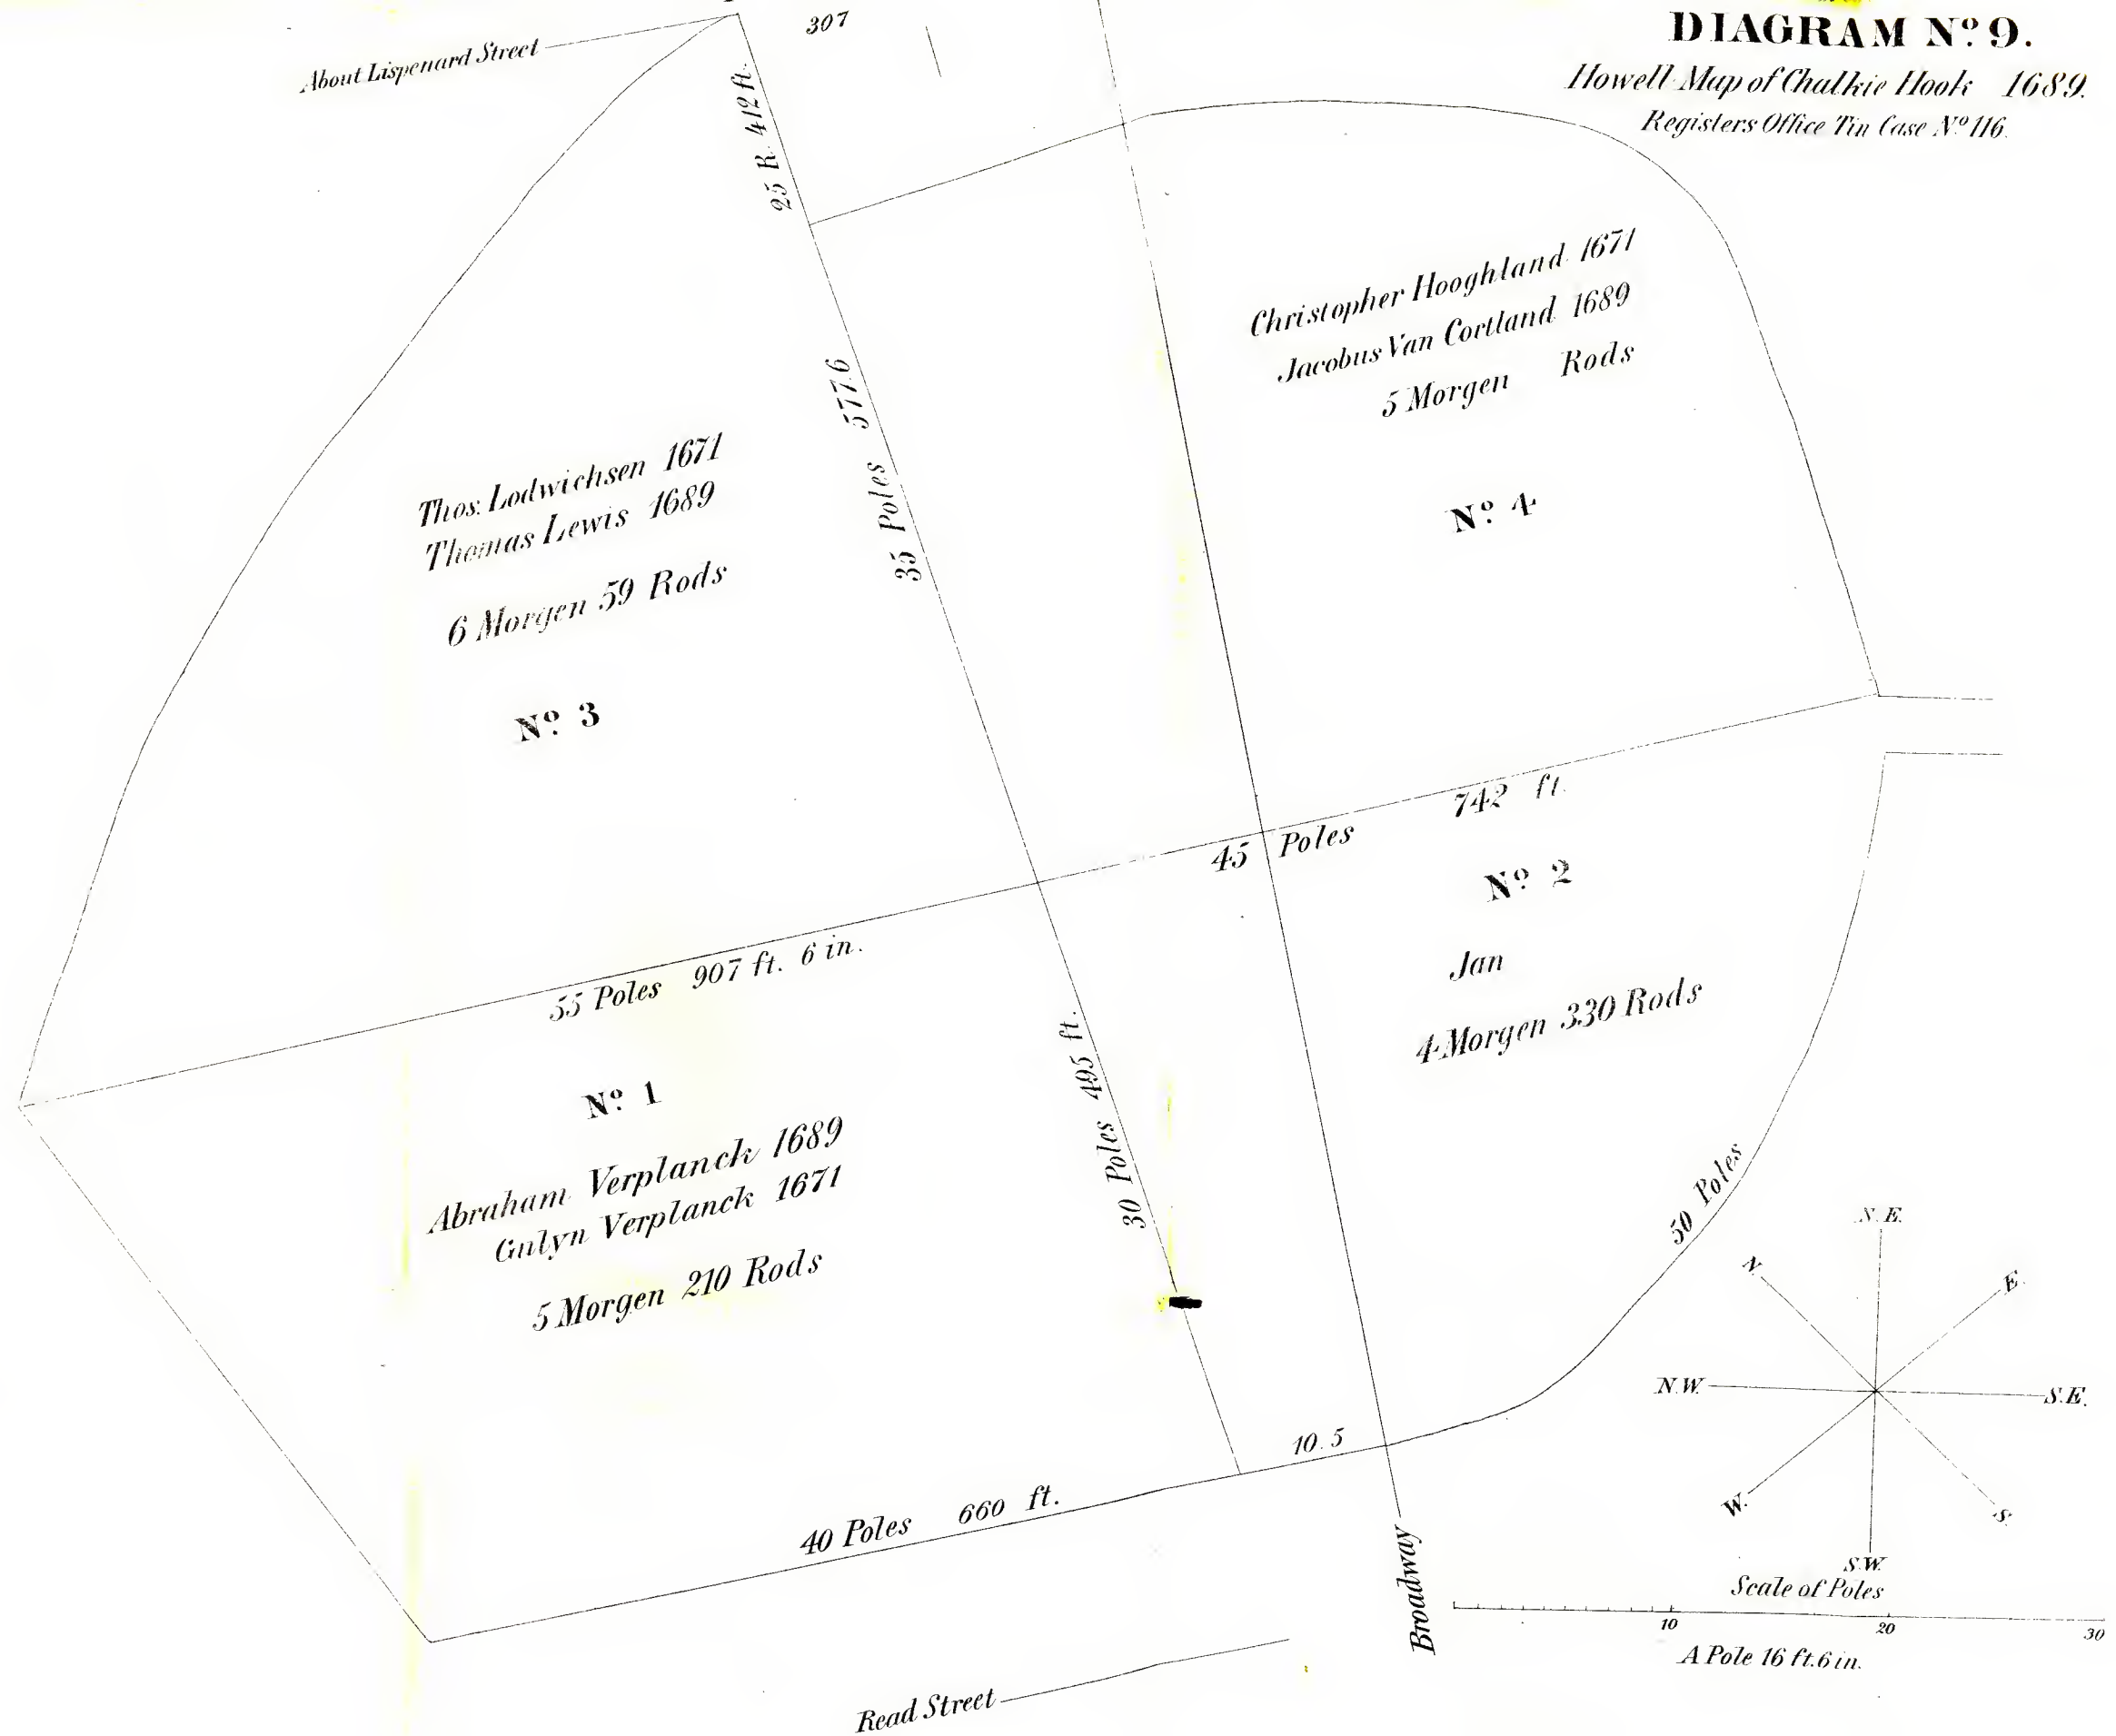 DIAGRAM Nº 9.
Howell Map of Chalkie Hook 1689.
Registers Office Tin Case Nº 116.
About Lispenard Street
307
25 R. 412 ft.
Christopher Hooghland 1671
Jacobus Van Cortland 1689
5 Morgen Rods
Nº 4
35 Poles 577.6
Thos. Lodwichsen 1671
Thomas Lewis 1689
6 Morgen 59 Rods
Nº 3
742 ft.
45 Poles
Nº 2
Jan
4 Morgen 330 Rods
55 Poles 907 ft. 6 in.
30 Poles 495 ft.
50 Poles
Nº 1
Abraham Verplanck 1689
Gulyn Verplanck 1671
5 Morgen 210 Rods
10.5
40 Poles 660 ft.
Broadway
Read Street
N.E.
N.
E.
N.W.
S.E.
W.
S.
S.W.
Scale of Poles
10 20 30
A Pole 16 ft. 6 in.